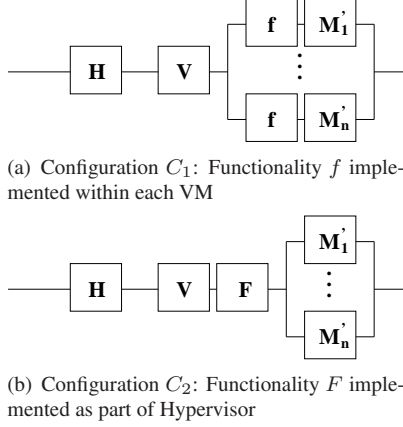 f M'1
H V ⋮
f M'n
(a) Configuration C1: Functionality f imple-
mented within each VM
M'1
H V F ⋮
M'n
(b) Configuration C2: Functionality F imple-
mented as part of Hypervisor